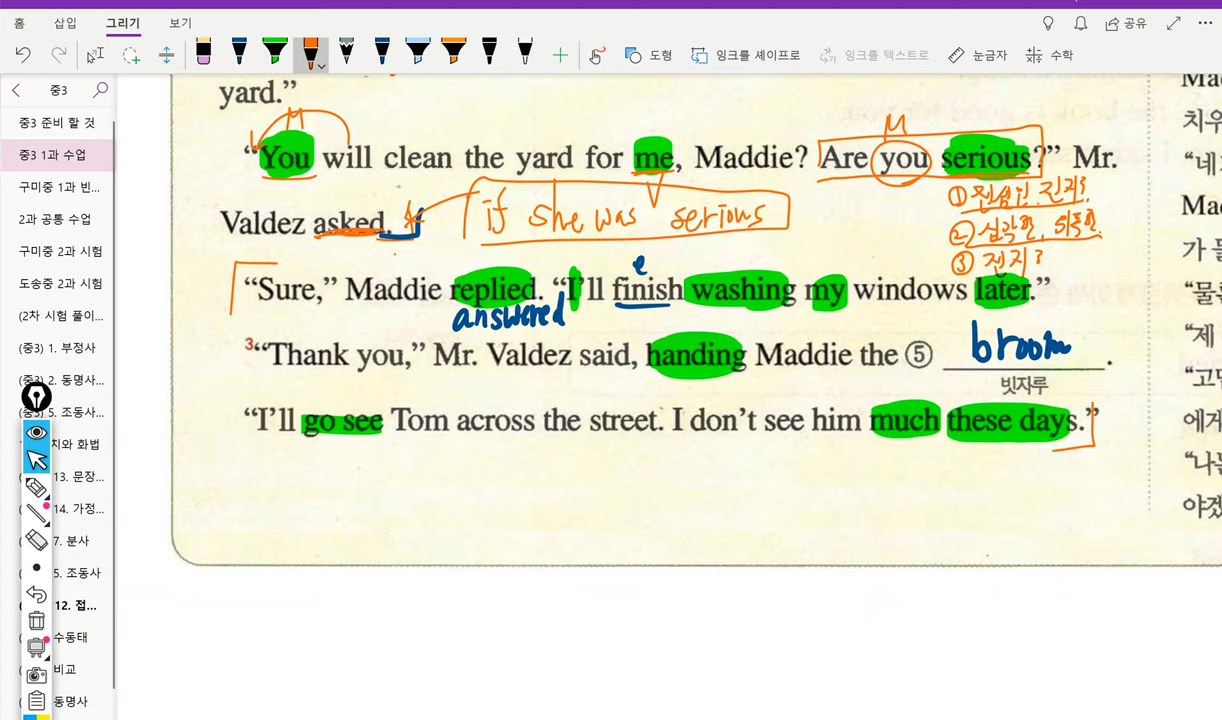 홈 삽입 그리기 보기
공유
도형 잉크를 셰이프로 잉크를 텍스트로 눈금자 수학
중3
중3 준비 할 것
중3 1과 수업
구미중 1과 빈...
2과 공통 수업
구미중 2과 시험
도송중 2과 시험
(2차 시험 풀이...
(중3) 1. 부정사
(중3) 2. 동명사...
(중3) 5. 조동사...
치와 화법
13. 문장...
14. 가정...
7. 분사
5. 조동사
12. 접...
수동태
비교
동명사
yard.”
M
M
“You will clean the yard for me, Maddie? Are you serious?” Mr.
① 진심인, 진지?
if she was serious
② 심각한,
Valdez asked.
③ 진지?
e
“Sure,” Maddie replied. “I’ll finish washing my windows later.”
answered
3“Thank you,” Mr. Valdez said, handing Maddie the ⑤ broom.
빗자루
“I’ll go see Tom across the street. I don’t see him much these days.”
치우
“네
Mad
가
“물
“제
“고
에게
“나
야겠